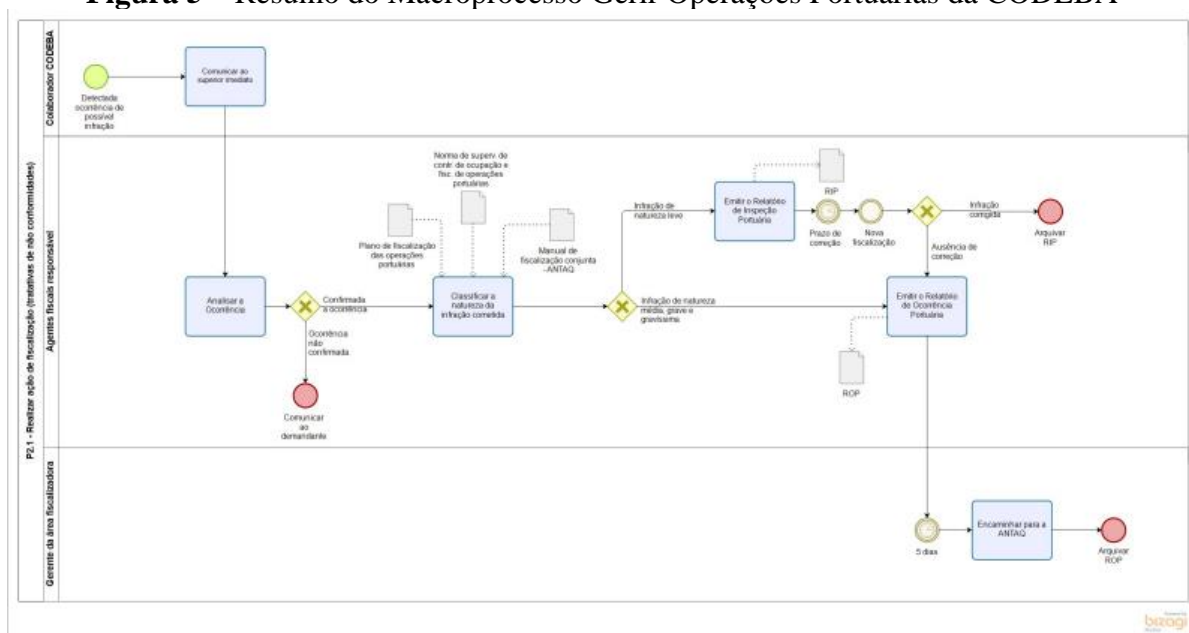 Figura 5 – Resumo do Macroprocesso Gerir Operações Portuárias da CODEBA
P2.1 - Realizar ação de fiscalização (tratativas de não conformidades)
Colaborador CODEBA
Detectada
ocorrência de
possível
infração
Comunicar ao
superior imediato
Agentes fiscais responsável
Analisar a
Ocorrência
Confirmada
a ocorrência
Ocorrência
não
confirmada
Comunicar
ao
demandante
Plano de fiscalização
das operações
portuárias
Norma de superv. de
contr. de ocupação e
fisc. de operações
portuárias
Manual de
fiscalização conjunta
-ANTAQ
Classificar a
natureza da
infração cometida
Infração de
natureza leve
Infração de natureza
média, grave e
gravíssima
Emitir o Relatório
de Inspeção
Portuária
RIP
Prazo de
correção
Nova
fiscalização
Infração
corrigida
Arquivar
RIP
Ausência de
correção
Emitir o Relatório
de Ocorrência
Portuária
ROP
Gerente da área fiscalizadora
5 dias
Encaminhar para a
ANTAQ
Arquivar
ROP
bizagi